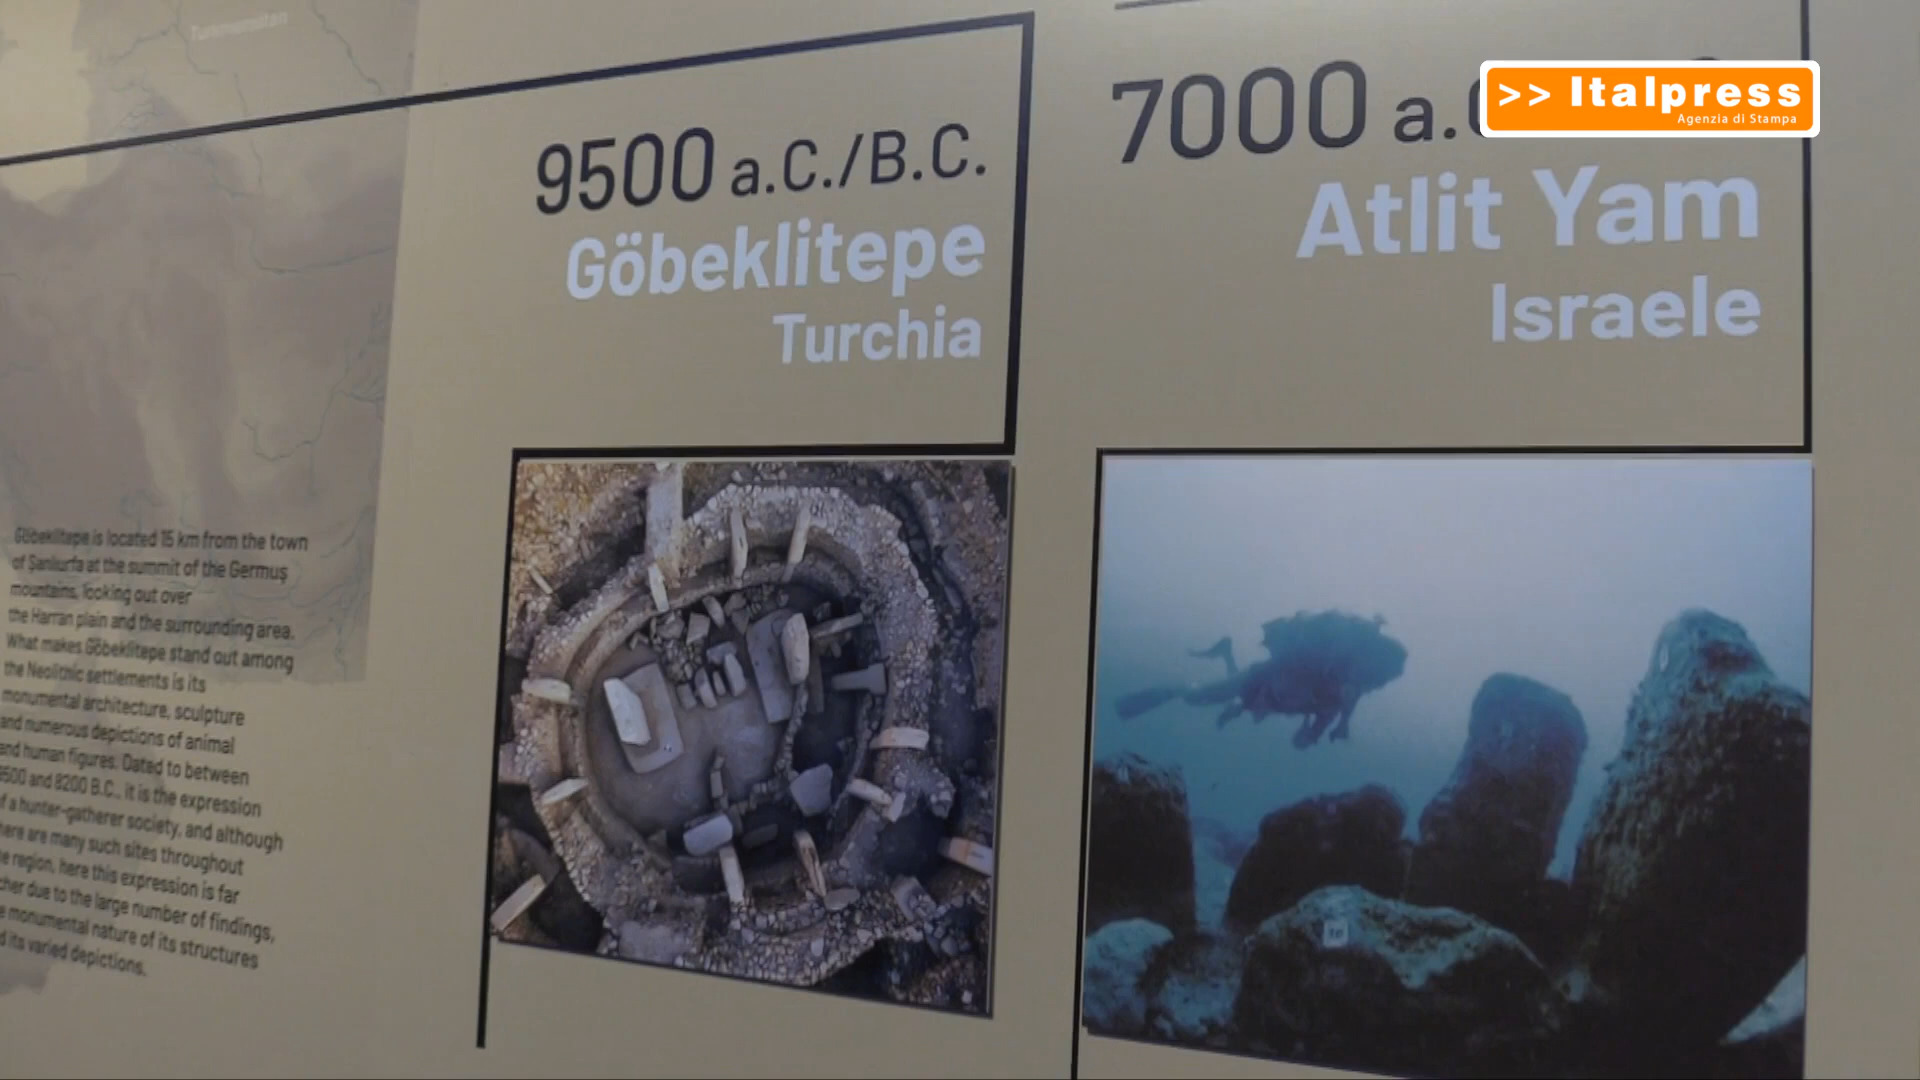 Turkmenistan
9500 a.C./B.C.
Göbeklitepe
Turchia
7000 a.
Atlit Yam
Israele
>> Italpress
Agenzia di Stampa
Göbeklitepe is located 15 km from the town
of Şanlıurfa at the summit of the Germuş
mountains, looking out over
the Harran plain and the surrounding area.
What makes Göbeklitepe stand out among
the Neolithic settlements is its
monumental architecture, sculpture
and numerous depictions of animal
and human figures. Dated to between
9500 and 8200 B.C., it is the expression
of a hunter-gatherer society, and although
there are many such sites throughout
region, here this expression is far
due to the large number of findings,
monumental nature of its structures
its varied depictions.
10